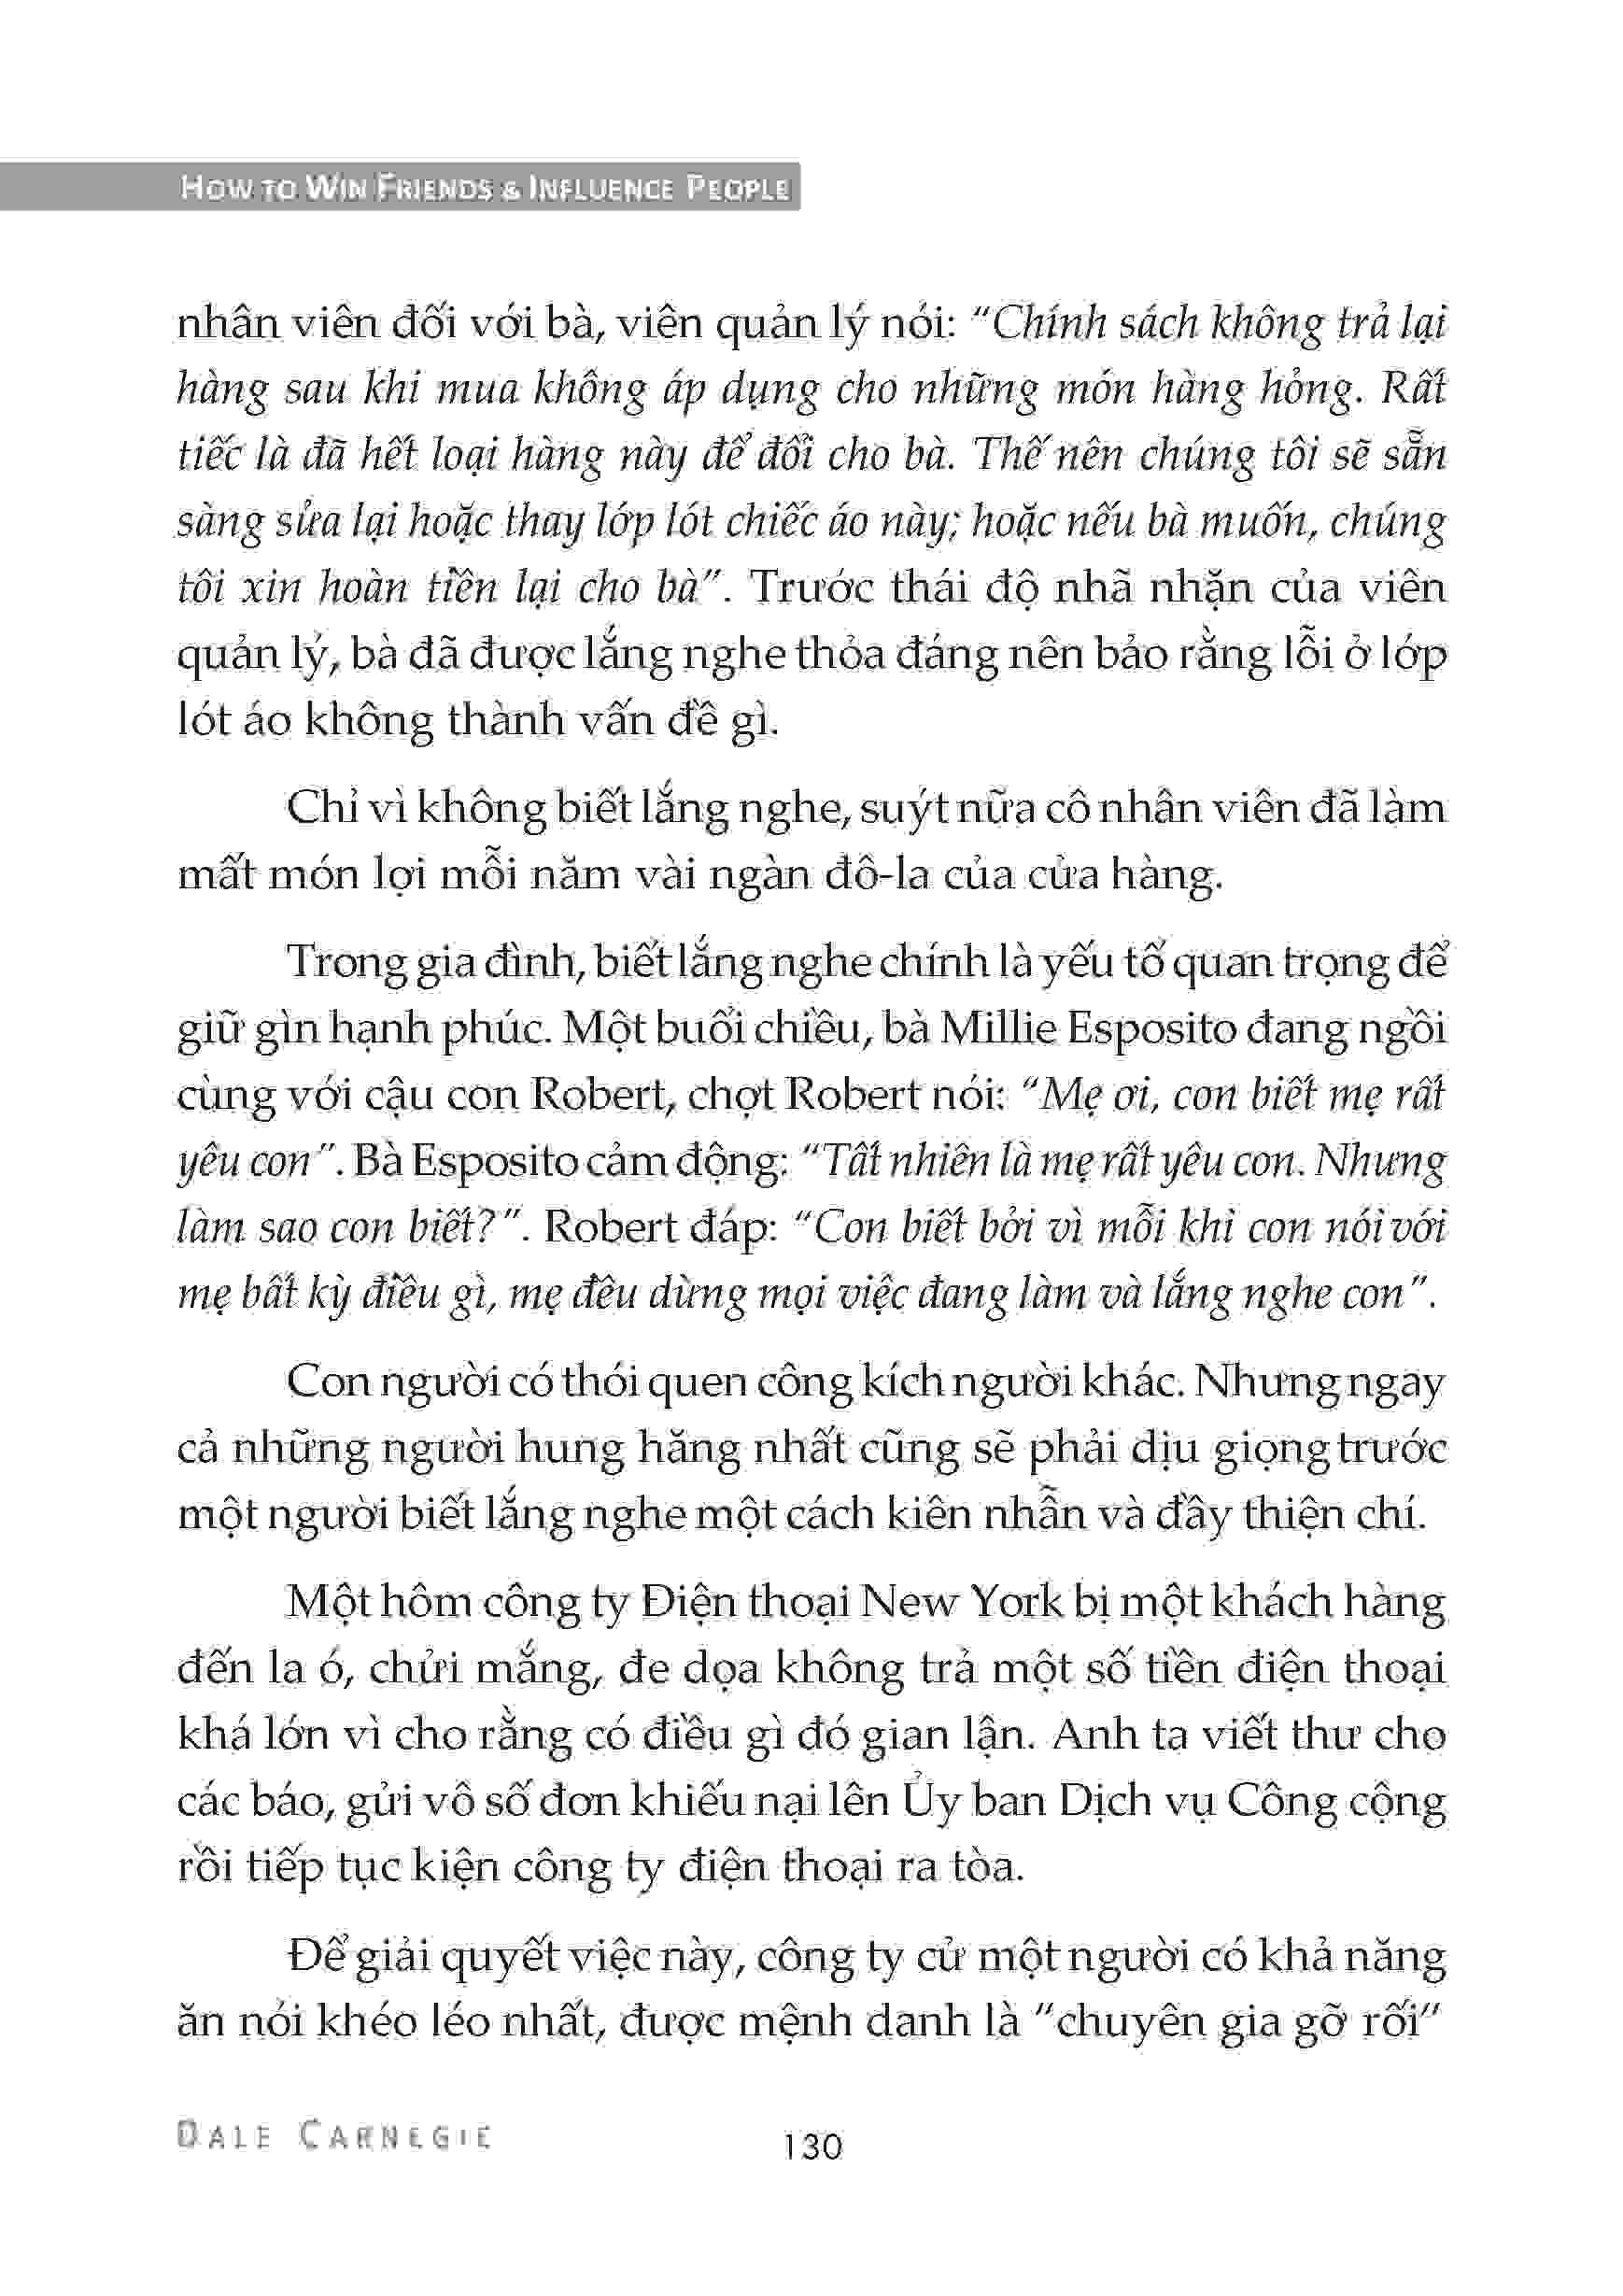 HOW TO WIN FRIENDS & INFLUENCE PEOPLE
nhân viên đối với bà, viên quản lý nói: “Chính sách không trả lại
hàng sau khi mua không áp dụng cho những món hàng hỏng. Rất
tiếc là đã hết loại hàng này để đổi cho bà. Thế nên chúng tôi sẽ sẵn
sàng sửa lại hoặc thay lớp lót chiếc áo này; hoặc nếu bà muốn, chúng
tôi xin hoàn tiền lại cho bà”. Trước thái độ nhã nhặn của viên
quản lý, bà đã được lắng nghe thỏa đáng nên bảo rằng lỗi ở lớp
lót áo không thành vấn đề gì.
Chỉ vì không biết lắng nghe, suýt nữa cô nhân viên đã làm
mất món lợi mỗi năm vài ngàn đô-la của cửa hàng.
Trong gia đình, biết lắng nghe chính là yếu tố quan trọng để
giữ gìn hạnh phúc. Một buổi chiều, bà Millie Esposito đang ngồi
cùng với cậu con Robert, chợt Robert nói: “Mẹ ơi, con biết mẹ rất
yêu con”. Bà Esposito cảm động: “Tất nhiên là mẹ rất yêu con. Nhưng
làm sao con biết?”. Robert đáp: “Con biết bởi vì mỗi khi con nói với
mẹ bất kỳ điều gì, mẹ đều dừng mọi việc đang làm và lắng nghe con”.
Con người có thói quen công kích người khác. Nhưng ngay
cả những người hung hăng nhất cũng sẽ phải dịu giọng trước
một người biết lắng nghe một cách kiên nhẫn và đầy thiện chí.
Một hôm công ty Điện thoại New York bị một khách hàng
đến la ó, chửi mắng, đe dọa không trả một số tiền điện thoại
khá lớn vì cho rằng có điều gì đó gian lận. Anh ta viết thư cho
các báo, gửi vô số đơn khiếu nại lên Ủy ban Dịch vụ Công cộng
rồi tiếp tục kiện công ty điện thoại ra tòa.
Để giải quyết việc này, công ty cử một người có khả năng
ăn nói khéo léo nhất, được mệnh danh là “chuyên gia gỡ rối”
DALE CARNEGIE
130